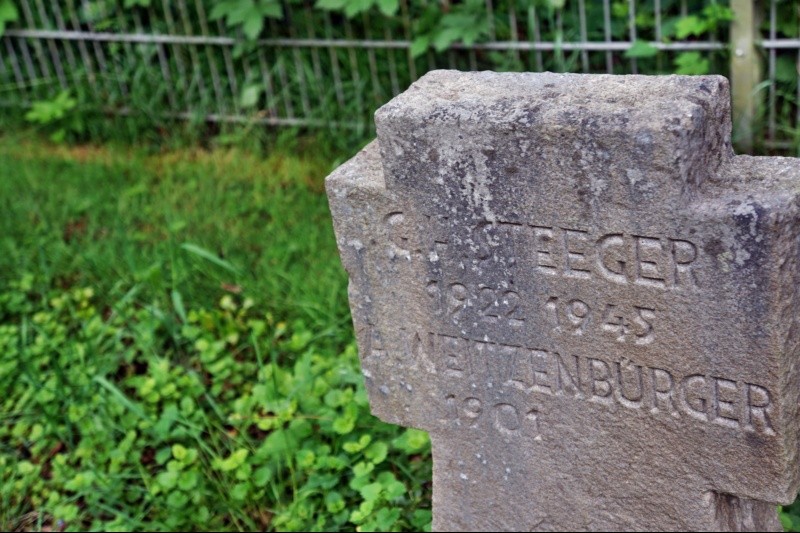 STEEGER
1922 1945
A. WEITZENBÜRGER
1901